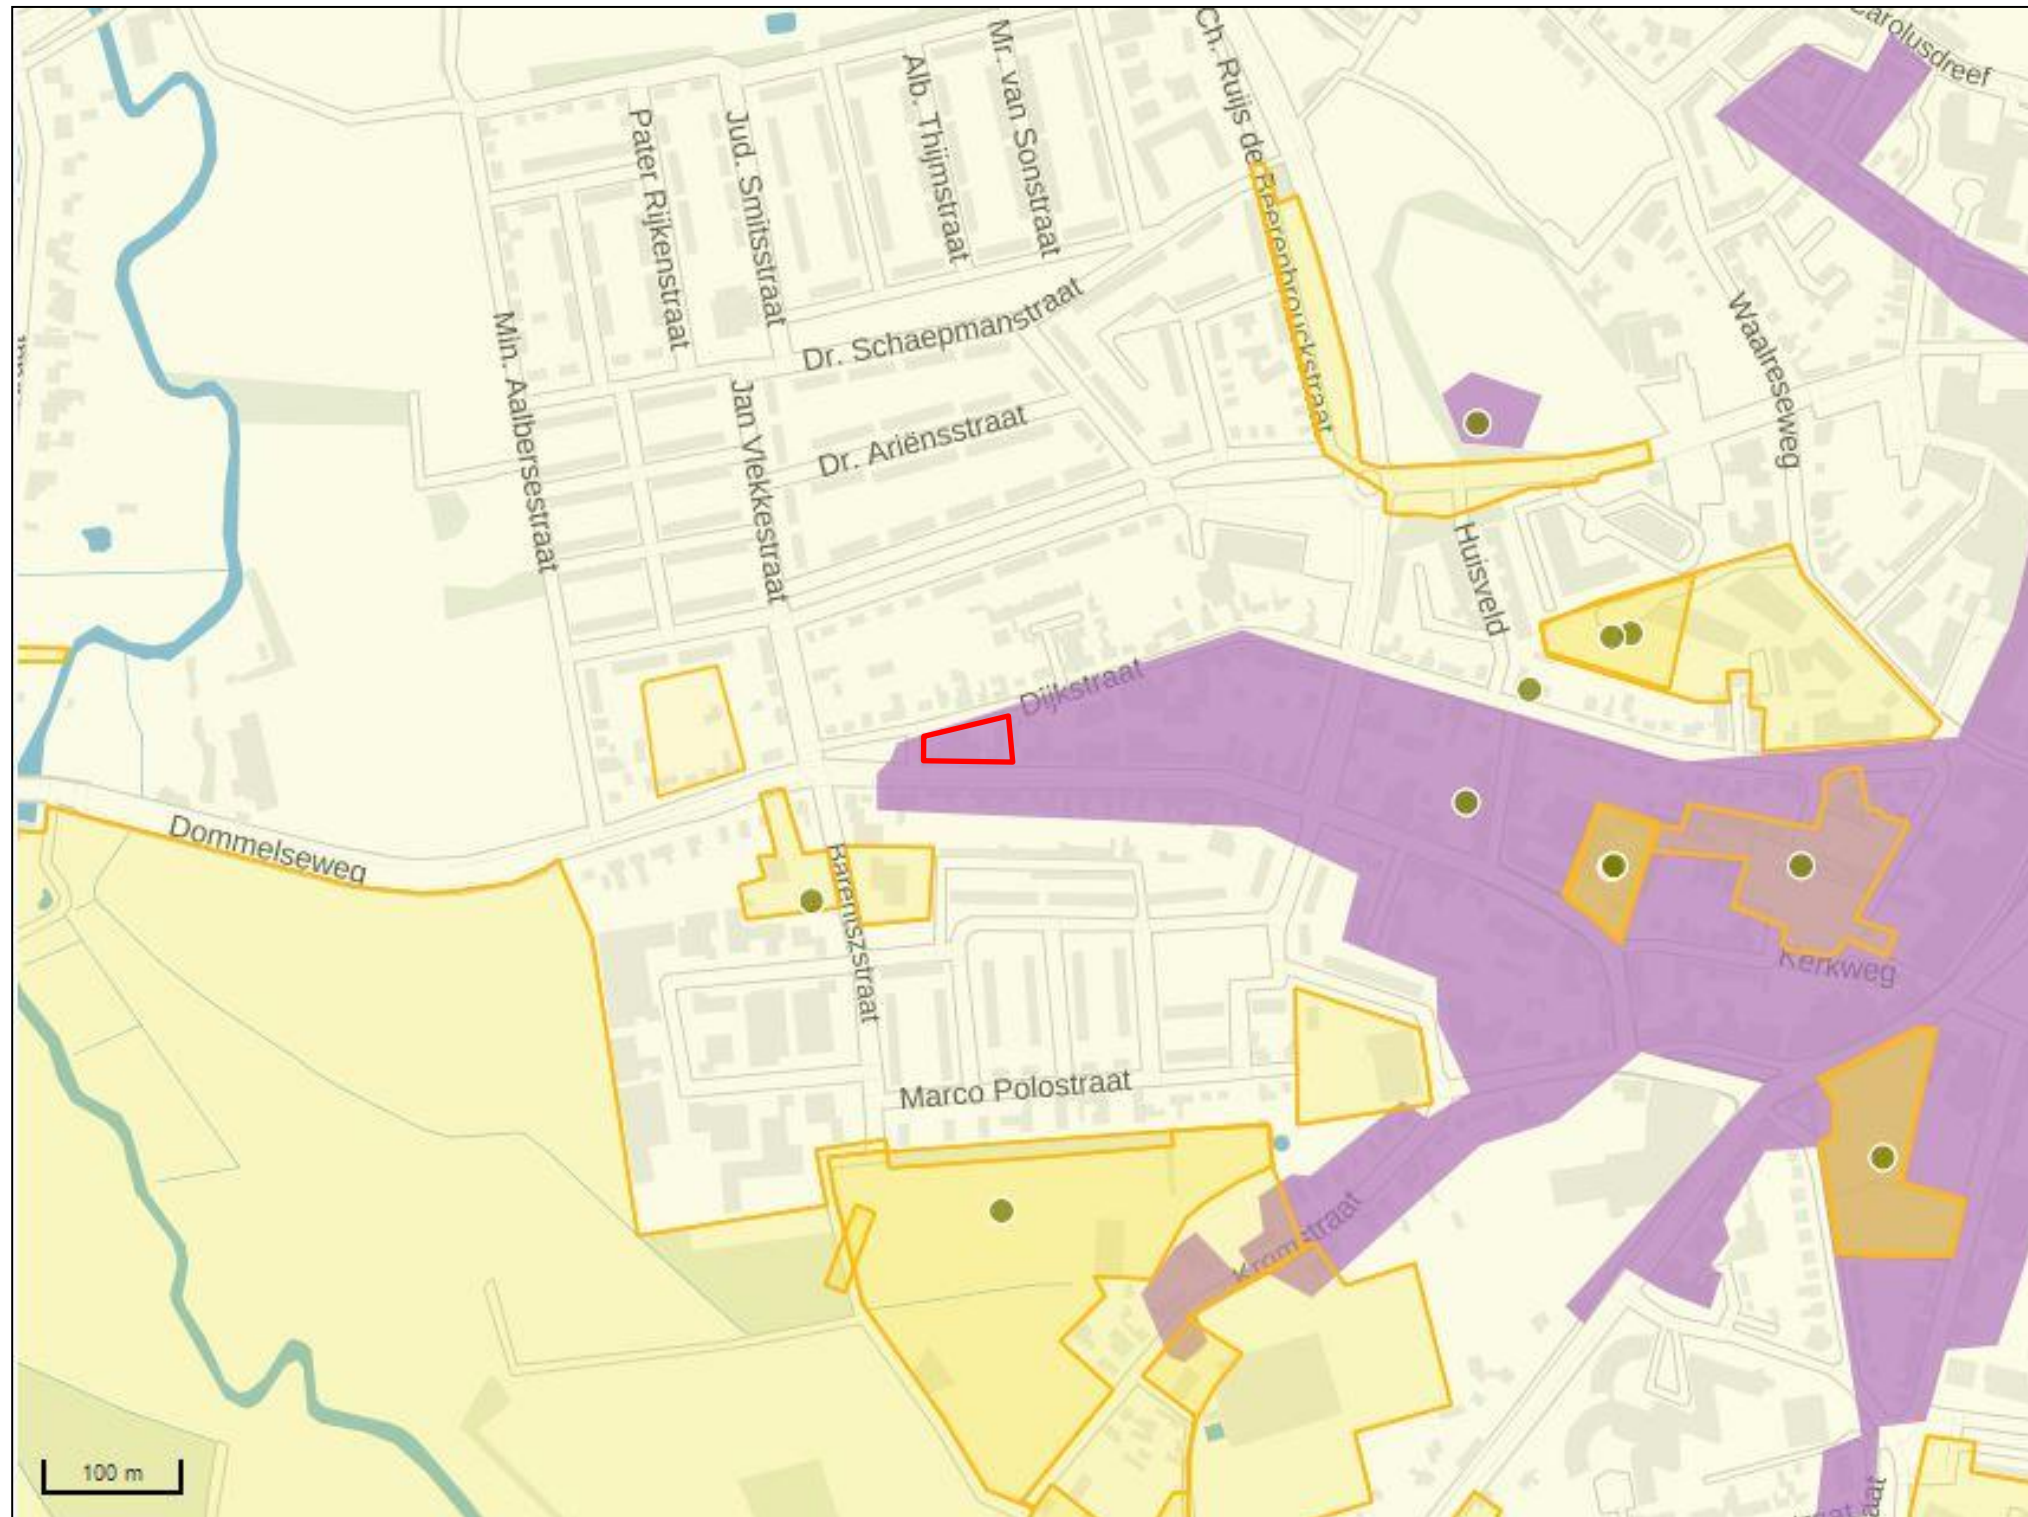 Carolusdreef
Mr. van Sonstraat
Ch. Ruijs de Beerenbrouckstraat
Alb. Thijmstraat
Pater Rijkenstraat
Jud. Smitsstraat
Dr. Schaepmanstraat
Waalreseweg
Min. Aalbersestraat
Jan Vlekkestraat
Dr. Ariënsstraat
Huisveld
Dijkstraat
Dommelseweg
Barentszstraat
Kerkweg
Marco Polostraat
Kromstraat
100 m